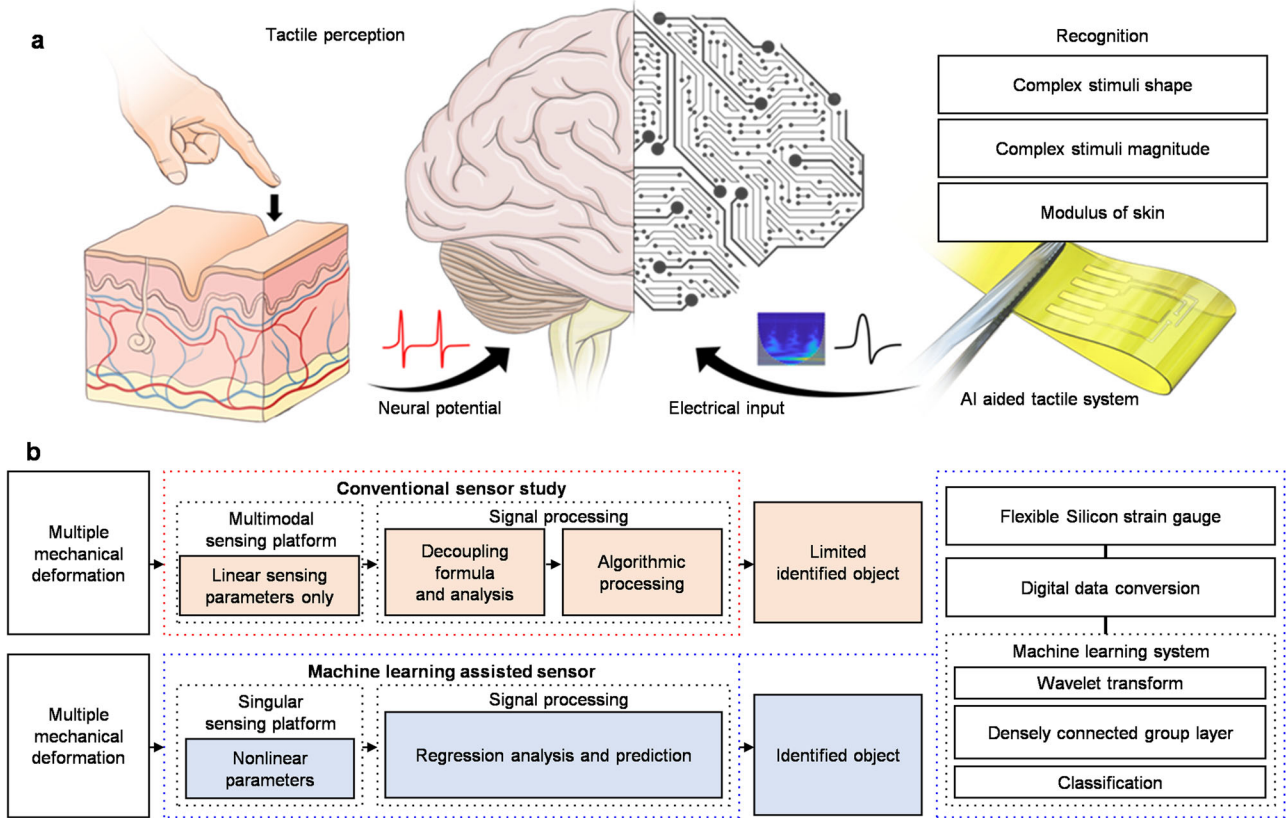 a
Tactile perception
Recognition
Complex stimuli shape
Complex stimuli magnitude
Modulus of skin
Neural potential
Electrical input
AI aided tactile system
b
Multiple
mechanical
deformation
Conventional sensor study
Multimodal
sensing platform
Linear sensing
parameters only
Signal processing
Decoupling
formula
and analysis
Algorithmic
processing
Limited
identified object
Multiple
mechanical
deformation
Machine learning assisted sensor
Singular
sensing platform
Nonlinear
parameters
Signal processing
Regression analysis and prediction
Identified object
Flexible Silicon strain gauge
Digital data conversion
Machine learning system
Wavelet transform
Densely connected group layer
Classification